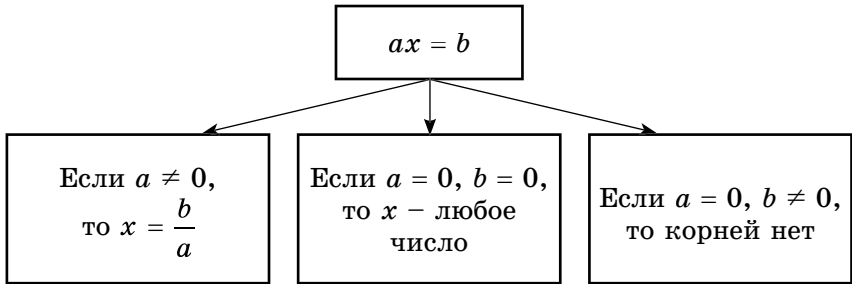 ax = b
Если a ≠ 0,
то x = b/a
Если a = 0, b = 0,
то x – любое
число
Если a = 0, b ≠ 0,
то корней нет